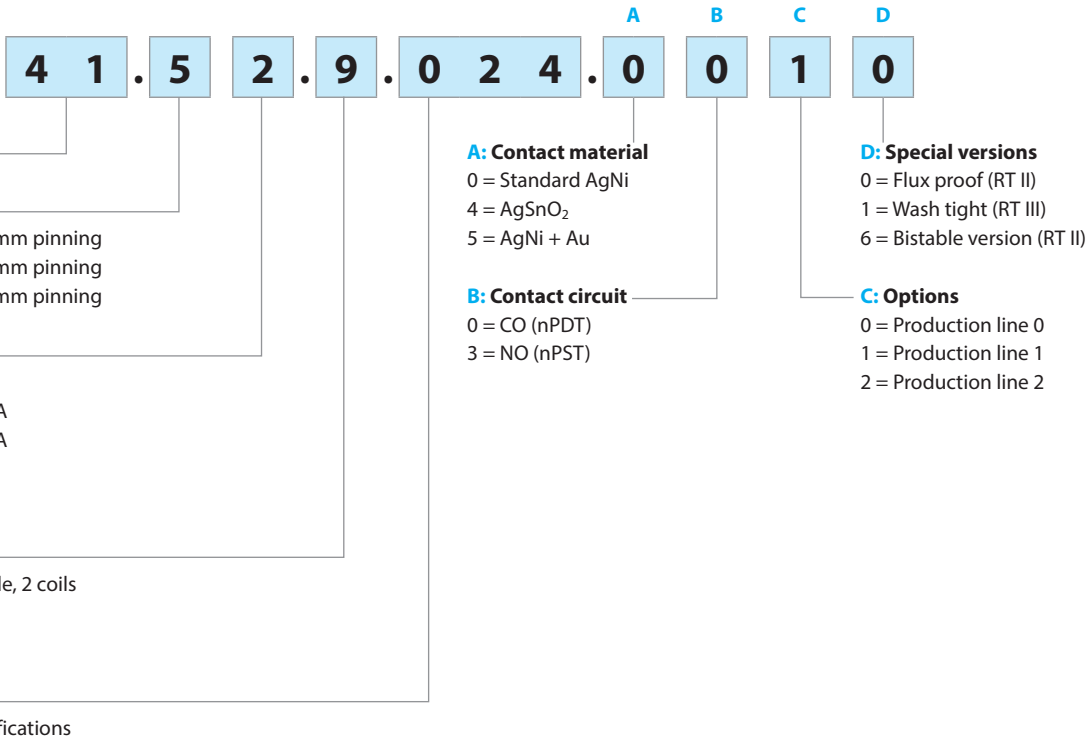 A B C D
4 1 . 5 2 . 9 . 0 2 4 . 0 0 1 0
A: Contact material
0 = Standard AgNi
4 = AgSnO₂
5 = AgNi + Au
D: Special versions
0 = Flux proof (RT II)
1 = Wash tight (RT III)
6 = Bistable version (RT II)
mm pinning
mm pinning
mm pinning
B: Contact circuit
0 = CO (nPDT)
3 = NO (nPST)
C: Options
0 = Production line 0
1 = Production line 1
2 = Production line 2
A
A
le, 2 coils
fications